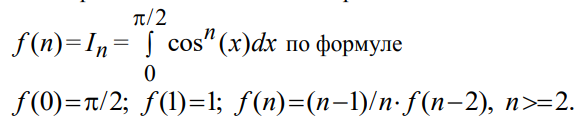 π/2
f(n)=Iₙ= ∫ cosⁿ(x)dx по формуле
0
f(0)=π/2; f(1)=1; f(n)=(n−1)/n·f(n−2), n>=2.